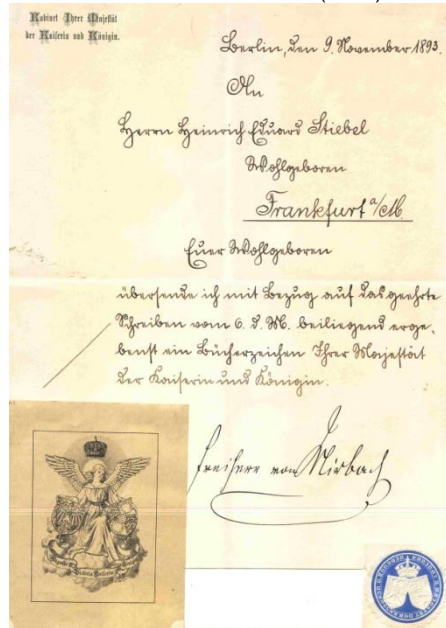 Kabinet Ihrer Majestät
der Kaiserin und Königin.
Berlin, den 9. November 1893.
An
Herrn Heinrich Eduard Stiebel
Wohlgeboren
Frankfurt a/M.
Euer Wohlgeboren
übersende ich mit Bezug auf das geehrte
Schreiben vom 6. d. M. beiliegend erge-
benst ein Bücherzeichen Ihrer Majestät
der Kaiserin und Königin.
Freiherr von Mirbach